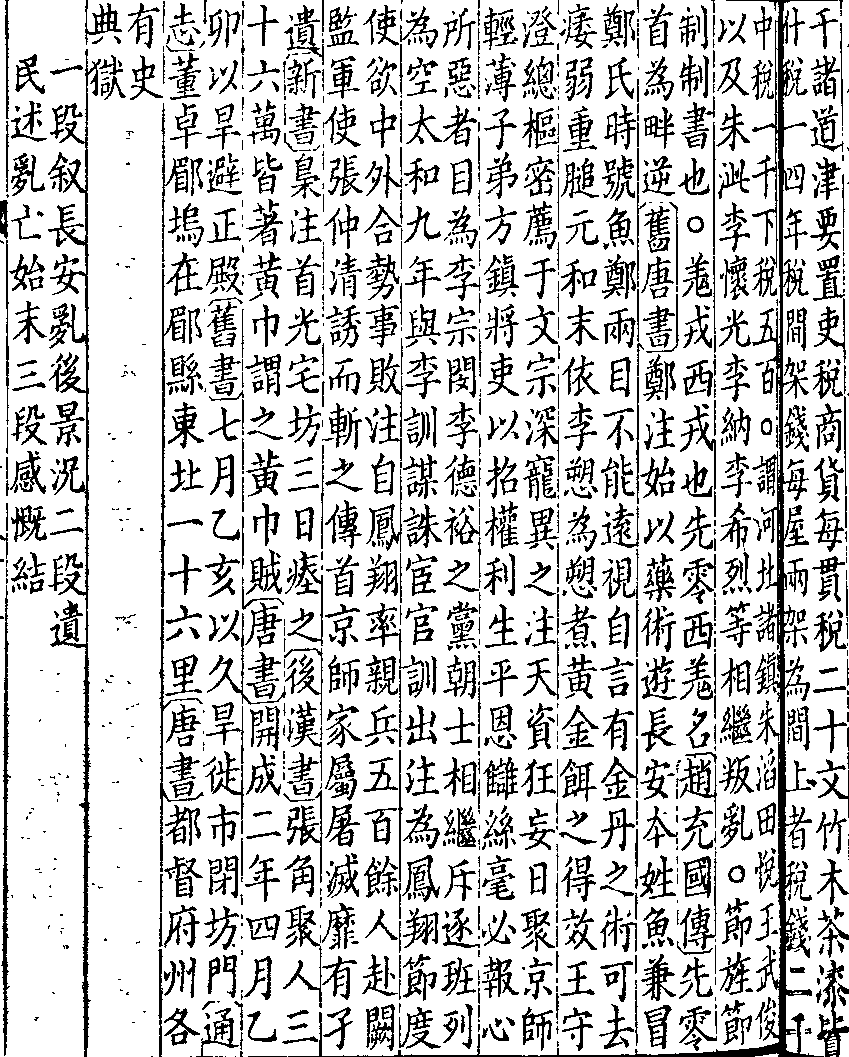 干諸道津要置吏稅商貨每貫稅二十文竹木茶漆皆
什稅一四年稅間架錢每屋兩架為間上者稅錢二千
中稅一千下稅五百○謂河北諸鎮朱滔田悅王武俊
以及朱泚李懷光李納李希烈等相繼叛亂○節旌節
制制書也○羗戎西戎也先零西羗名趙充國傳先零
首為畔逆舊唐書鄭注始以藥術遊長安本姓魚兼冒
鄭氏時號魚鄭兩目不能遠視自言有金丹之術可去
痿弱重膇元和末依李愬為愬煮黃金餌之得效王守
澄總樞密薦于文宗深寵異之注天資狂妄日聚京師
輕薄子弟方鎮將吏以招權利生平恩讎絲毫必報心
所惡者目為李宗閔李德裕之黨朝士相繼斥逐班列
為空太和九年與李訓謀誅宦官訓出注為鳳翔節度
使欲中外合勢事敗注自鳳翔率親兵五百餘人赴闕
監軍使張仲清誘而斬之傳首京師家屬屠滅靡有孑
遺新書梟注首光宅坊三日瘞之後漢書張角聚人三
十六萬皆著黃巾謂之黃巾賊唐書開成二年四月乙
卯以旱避正殿舊書七月乙亥以久旱徙市閉坊門通
志董卓郿塢在郿縣東北一十六里唐書都督府州各
有史
典獄
一段叙長安亂後景況二段遺
民述亂亡始末三段感慨結